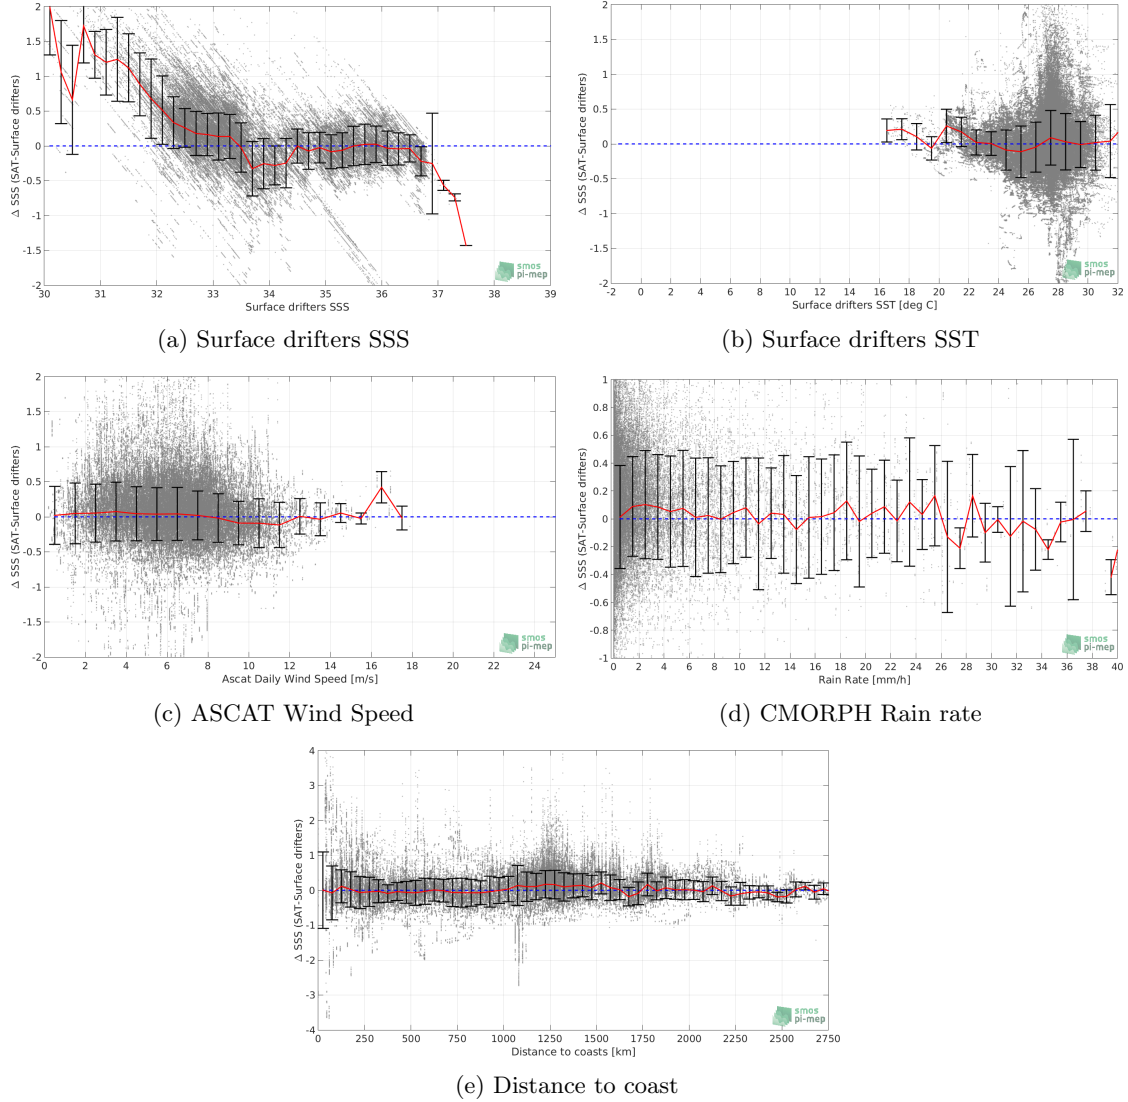 2
1.5
1
0.5
0
-0.5
-1
-1.5
-2
Δ SSS (SAT-Surface drifters)
30 31 32 33 34 35 36 37 38 39
Surface drifters SSS
smos
pi-mep
(a) Surface drifters SSS
2
1.5
1
0.5
0
-0.5
-1
-1.5
-2
Δ SSS (SAT-Surface drifters)
-2 0 2 4 6 8 10 12 14 16 18 20 22 24 26 28 30 32
Surface drifters SST [deg C]
smos
pi-mep
(b) Surface drifters SST
2
1.5
1
0.5
0
-0.5
-1
-1.5
-2
Δ SSS (SAT-Surface drifters)
0 2 4 6 8 10 12 14 16 18 20 22 24
Ascat Daily Wind Speed [m/s]
smos
pi-mep
(c) ASCAT Wind Speed
1
0.8
0.6
0.4
0.2
0
-0.2
-0.4
-0.6
-0.8
-1
Δ SSS (SAT-Surface drifters)
0 2 4 6 8 10 12 14 16 18 20 22 24 26 28 30 32 34 36 38 40
Rain Rate [mm/h]
smos
pi-mep
(d) CMORPH Rain rate
4
3
2
1
0
-1
-2
-3
-4
Δ SSS (SAT-Surface drifters)
0 250 500 750 1000 1250 1500 1750 2000 2250 2500 2750
Distance to coasts [km]
smos
pi-mep
(e) Distance to coast